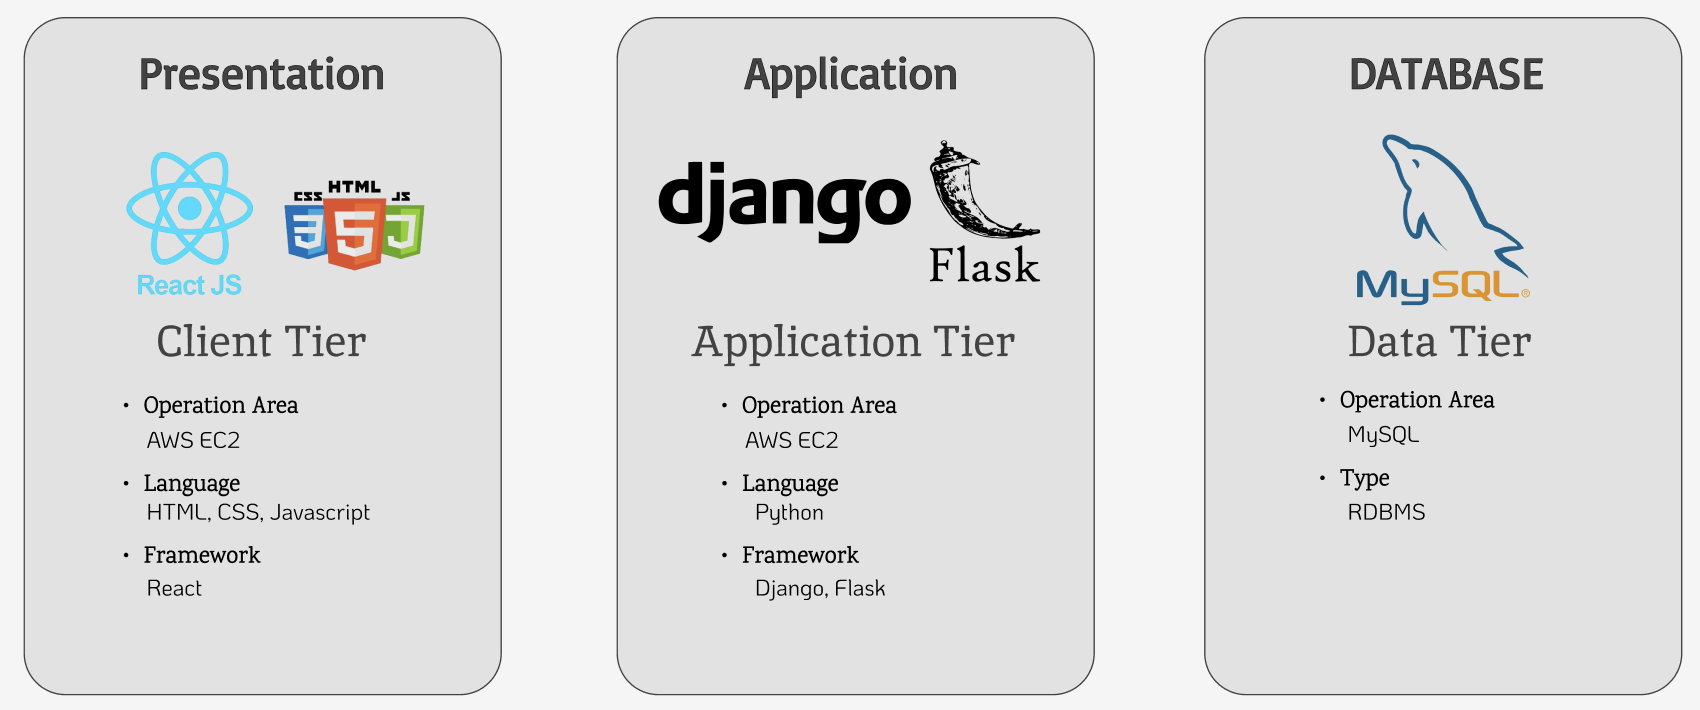 Presentation
CSS HTML JS
3 5 J
React JS
Client Tier
• Operation Area
AWS EC2
• Language
HTML, CSS, Javascript
• Framework
React
Application
django
Flask
Application Tier
• Operation Area
AWS EC2
• Language
Python
• Framework
Django, Flask
DATABASE
MySQL®
Data Tier
• Operation Area
MySQL
• Type
RDBMS